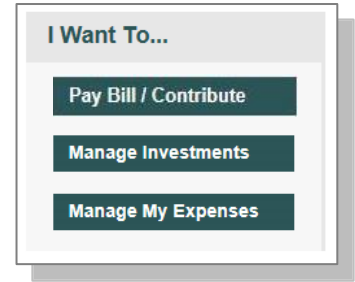 I Want To...
Pay Bill / Contribute
Manage Investments
Manage My Expenses